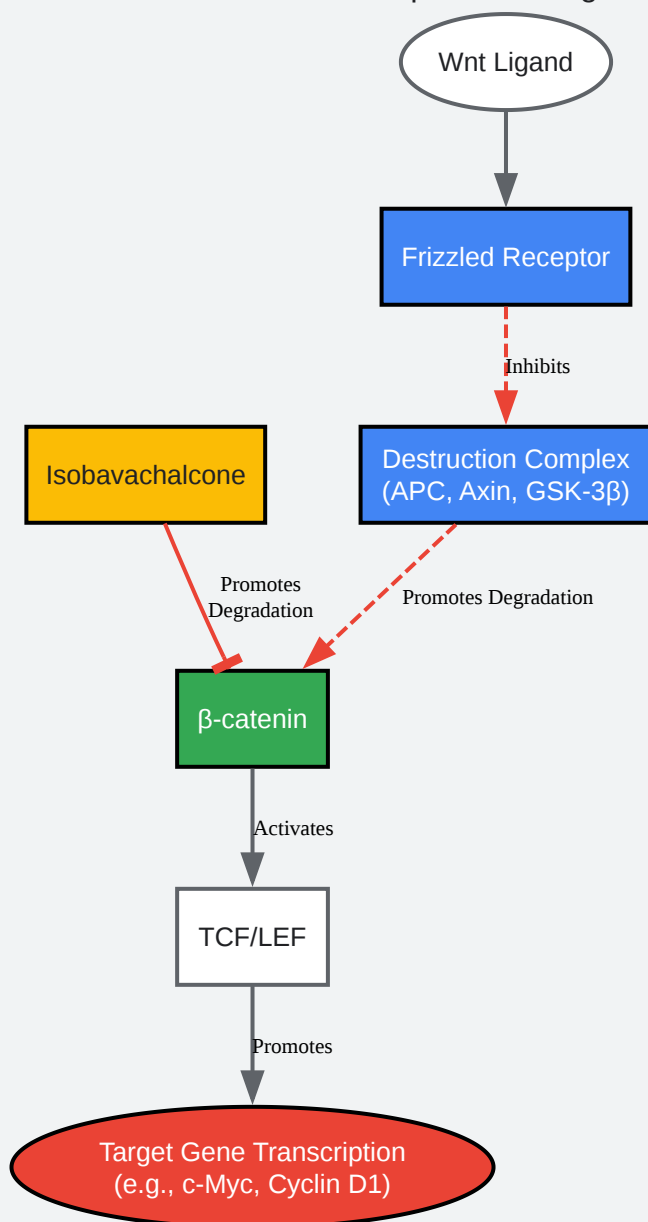 Wnt Ligand
Frizzled Receptor
Inhibits
Isobavachalcone
Destruction Complex
(APC, Axin, GSK-3β)
Promotes
Degradation
Promotes Degradation
β-catenin
Activates
TCF/LEF
Promotes
Target Gene Transcription
(e.g., c-Myc, Cyclin D1)